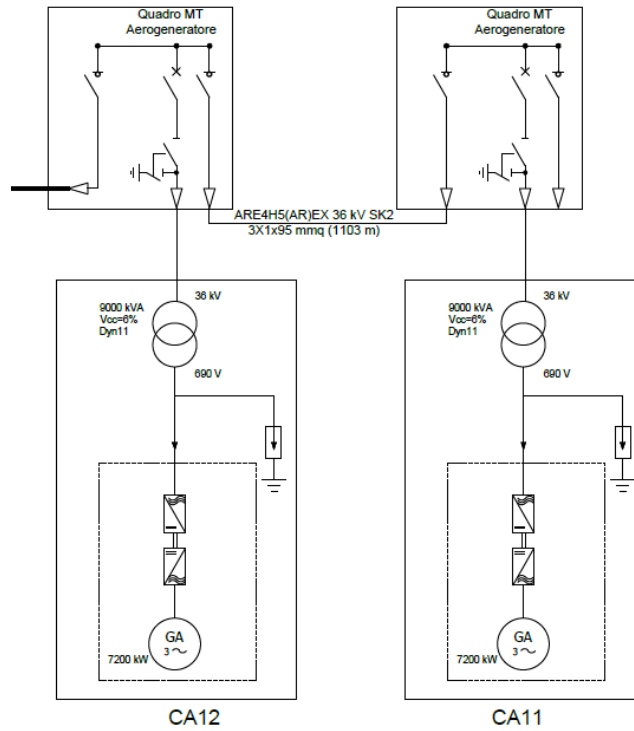 Quadro MT
Aerogeneratore
Quadro MT
Aerogeneratore
ARE4H5(AR)EX 36 kV SK2
3X1x95 mmq (1103 m)
36 kV
9000 kVA
Vcc=6%
Dyn11
690 V
36 kV
9000 kVA
Vcc=6%
Dyn11
690 V
GA
3
7200 kW
GA
3
7200 kW
CA12
CA11